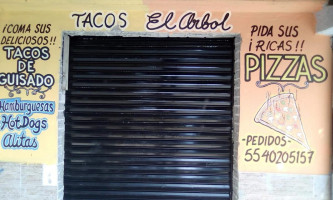 TACOS El Arbol
¡COMA SUS
DELICIOSOS!!
TACOS
DE
GUISADO
Hamburguesas
Hot Dogs
Alitas
PIDA SUS
¡RICAS!!
PIZZAS
-PEDIDOS-
5540205157